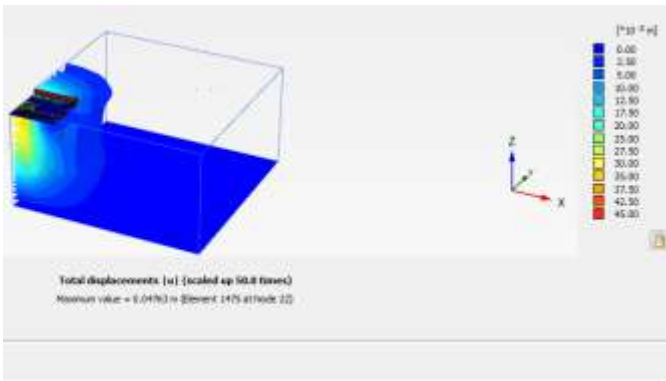 [*10⁻³ m]
0.00
2.50
5.00
10.00
12.50
17.50
20.00
25.00
27.50
30.00
35.00
37.50
42.50
45.00
Z
Y
X
Total displacements |u| (scaled up 50.0 times)
Maximum value = 0.04763 m (Element 1475 at Node 22)